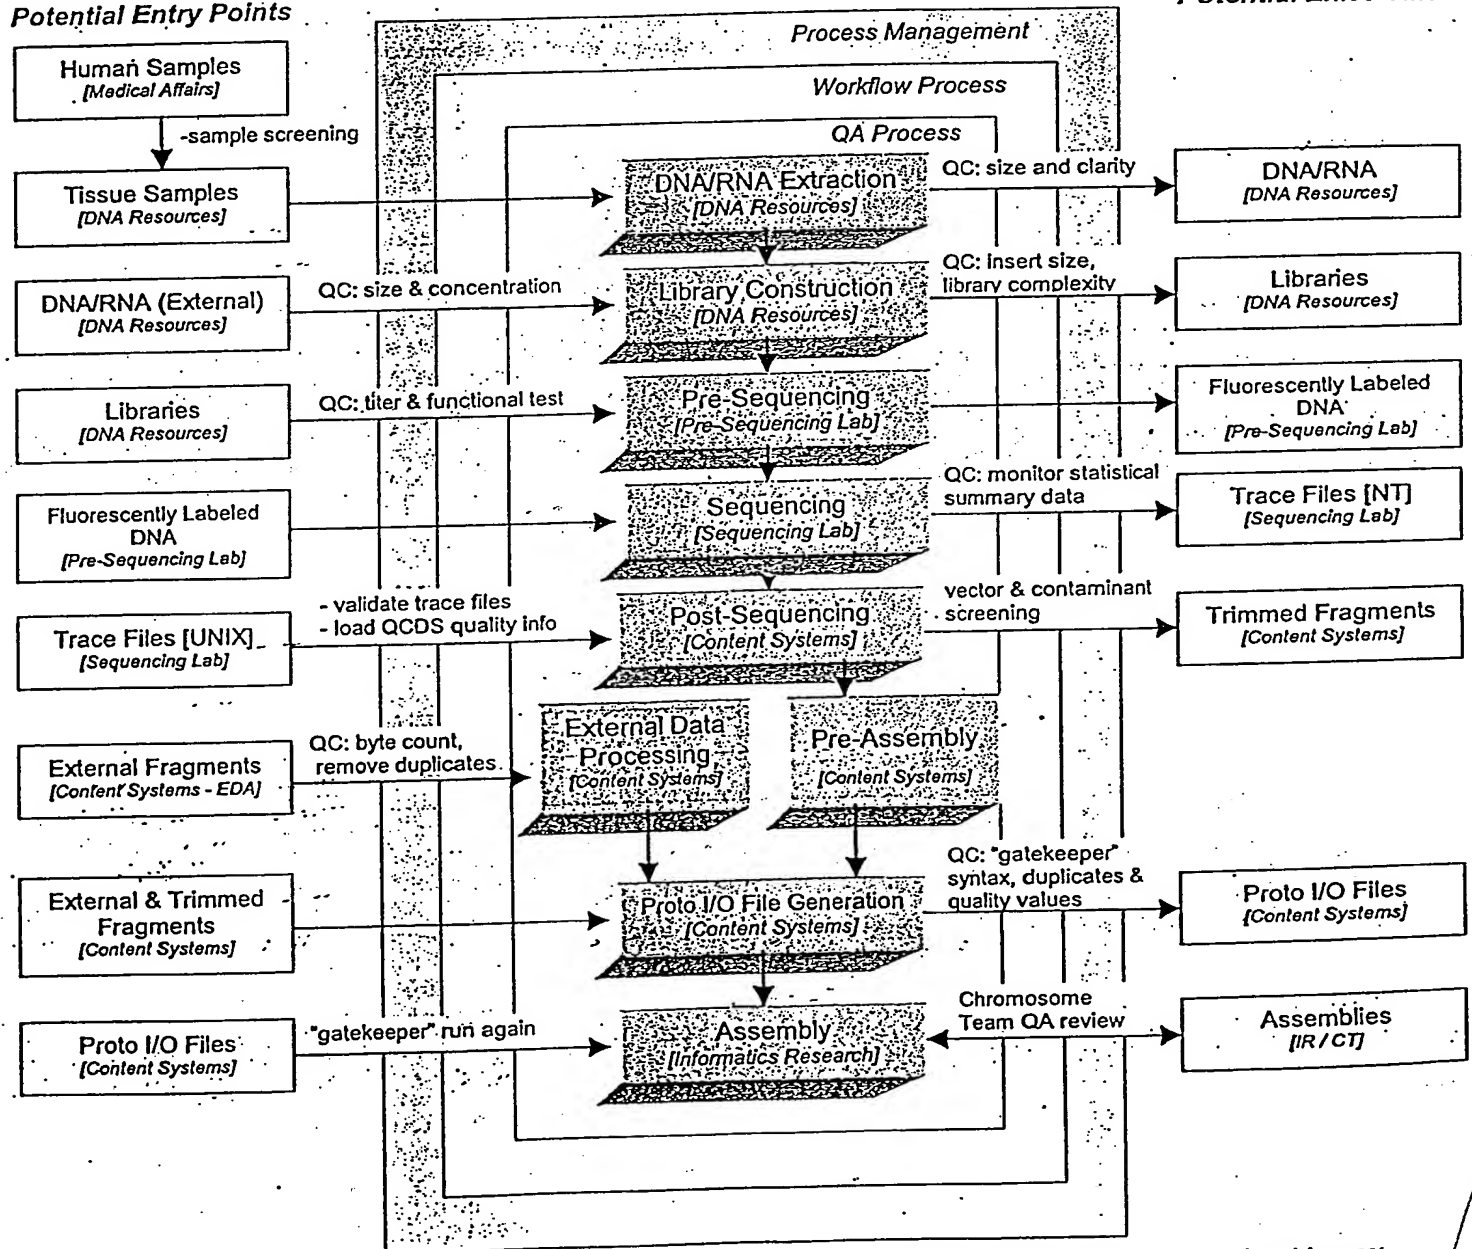 Potential Entry Points
Process Management
Workflow Process
QA Process
Human Samples
[Medical Affairs]
-sample screening
Tissue Samples
[DNA Resources]
DNA/RNA Extraction
[DNA Resources]
QC: size and clarity
DNA/RNA
[DNA Resources]
DNA/RNA (External)
[DNA Resources]
QC: size & concentration
Library Construction
[DNA Resources]
QC: insert size,
library complexity
Libraries
[DNA Resources]
Libraries
[DNA Resources]
QC: titer & functional test
Pre-Sequencing
[Pre-Sequencing Lab]
Fluorescently Labeled
DNA
[Pre-Sequencing Lab]
Fluorescently Labeled
DNA
[Pre-Sequencing Lab]
Sequencing
[Sequencing Lab]
QC: monitor statistical
summary data
Trace Files [NT]
[Sequencing Lab]
Trace Files [UNIX]
[Sequencing Lab]
- validate trace files
- load QCDS quality info
Post-Sequencing
[Content Systems]
vector & contaminant
screening
Trimmed Fragments
[Content Systems]
External Fragments
[Content Systems - EDA]
QC: byte count,
remove duplicates
External Data
Processing
[Content Systems]
Pre-Assembly
[Content Systems]
External & Trimmed
Fragments
[Content Systems]
Proto I/O File Generation
[Content Systems]
QC: "gatekeeper"
syntax, duplicates &
quality values
Proto I/O Files
[Content Systems]
Proto I/O Files
[Content Systems]
"gatekeeper" run again
Assembly
[Informatics Research]
Chromosome
Team QA review
Assemblies
[IR / CT]